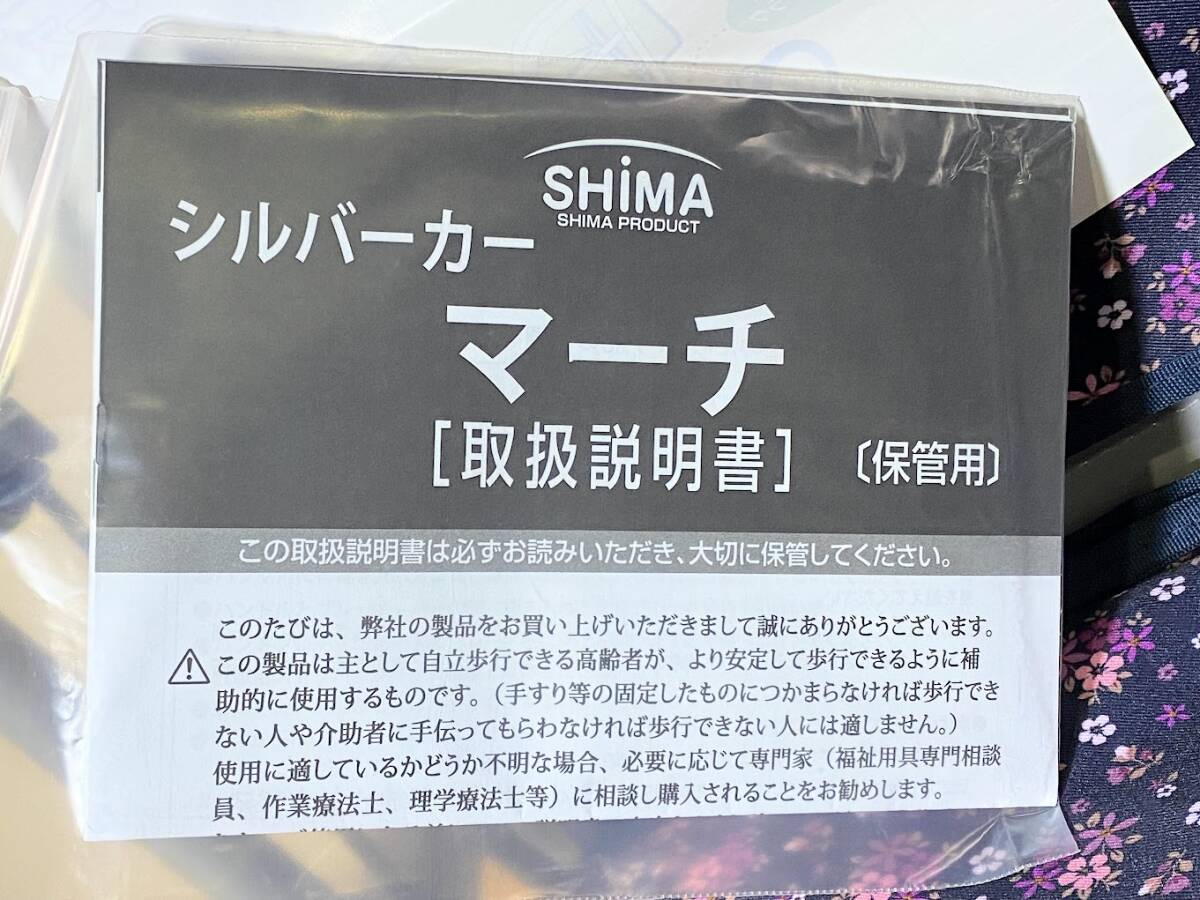 SHiMA
SHIMA PRODUCT
シルバーカー
マーチ
[取扱説明書] 〔保管用〕
この取扱説明書は必ずお読みいただき、大切に保管してください。
このたびは、弊社の製品をお買い上げいただきまして誠にありがとうございます。
この製品は主として自立歩行できる高齢者が、より安定して歩行できるように補
助的に使用するものです。（手すり等の固定したものにつかまらなければ歩行でき
ない人や介助者に手伝ってもらわなければ歩行できない人には適しません。）
使用に適しているかどうか不明な場合、必要に応じて専門家（福祉用具専門相談
員、作業療法士、理学療法士等）に相談し購入されることをお勧めします。